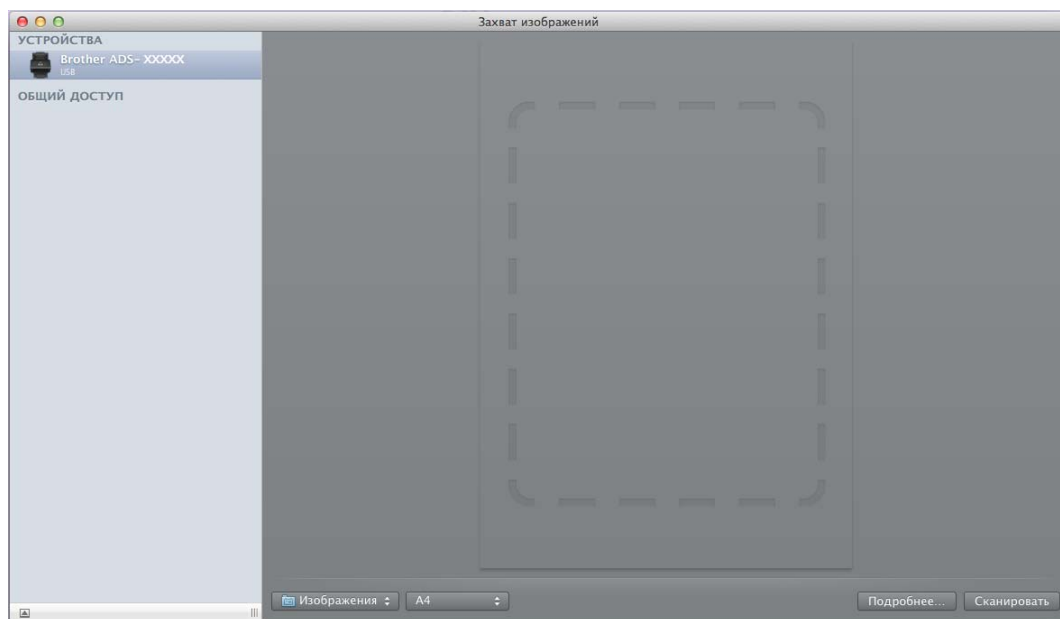 Захват изображений
УСТРОЙСТВА
Brother ADS- XXXXX
USB
ОБЩИЙ ДОСТУП
Изображения
A4
Подробнее...
Сканировать